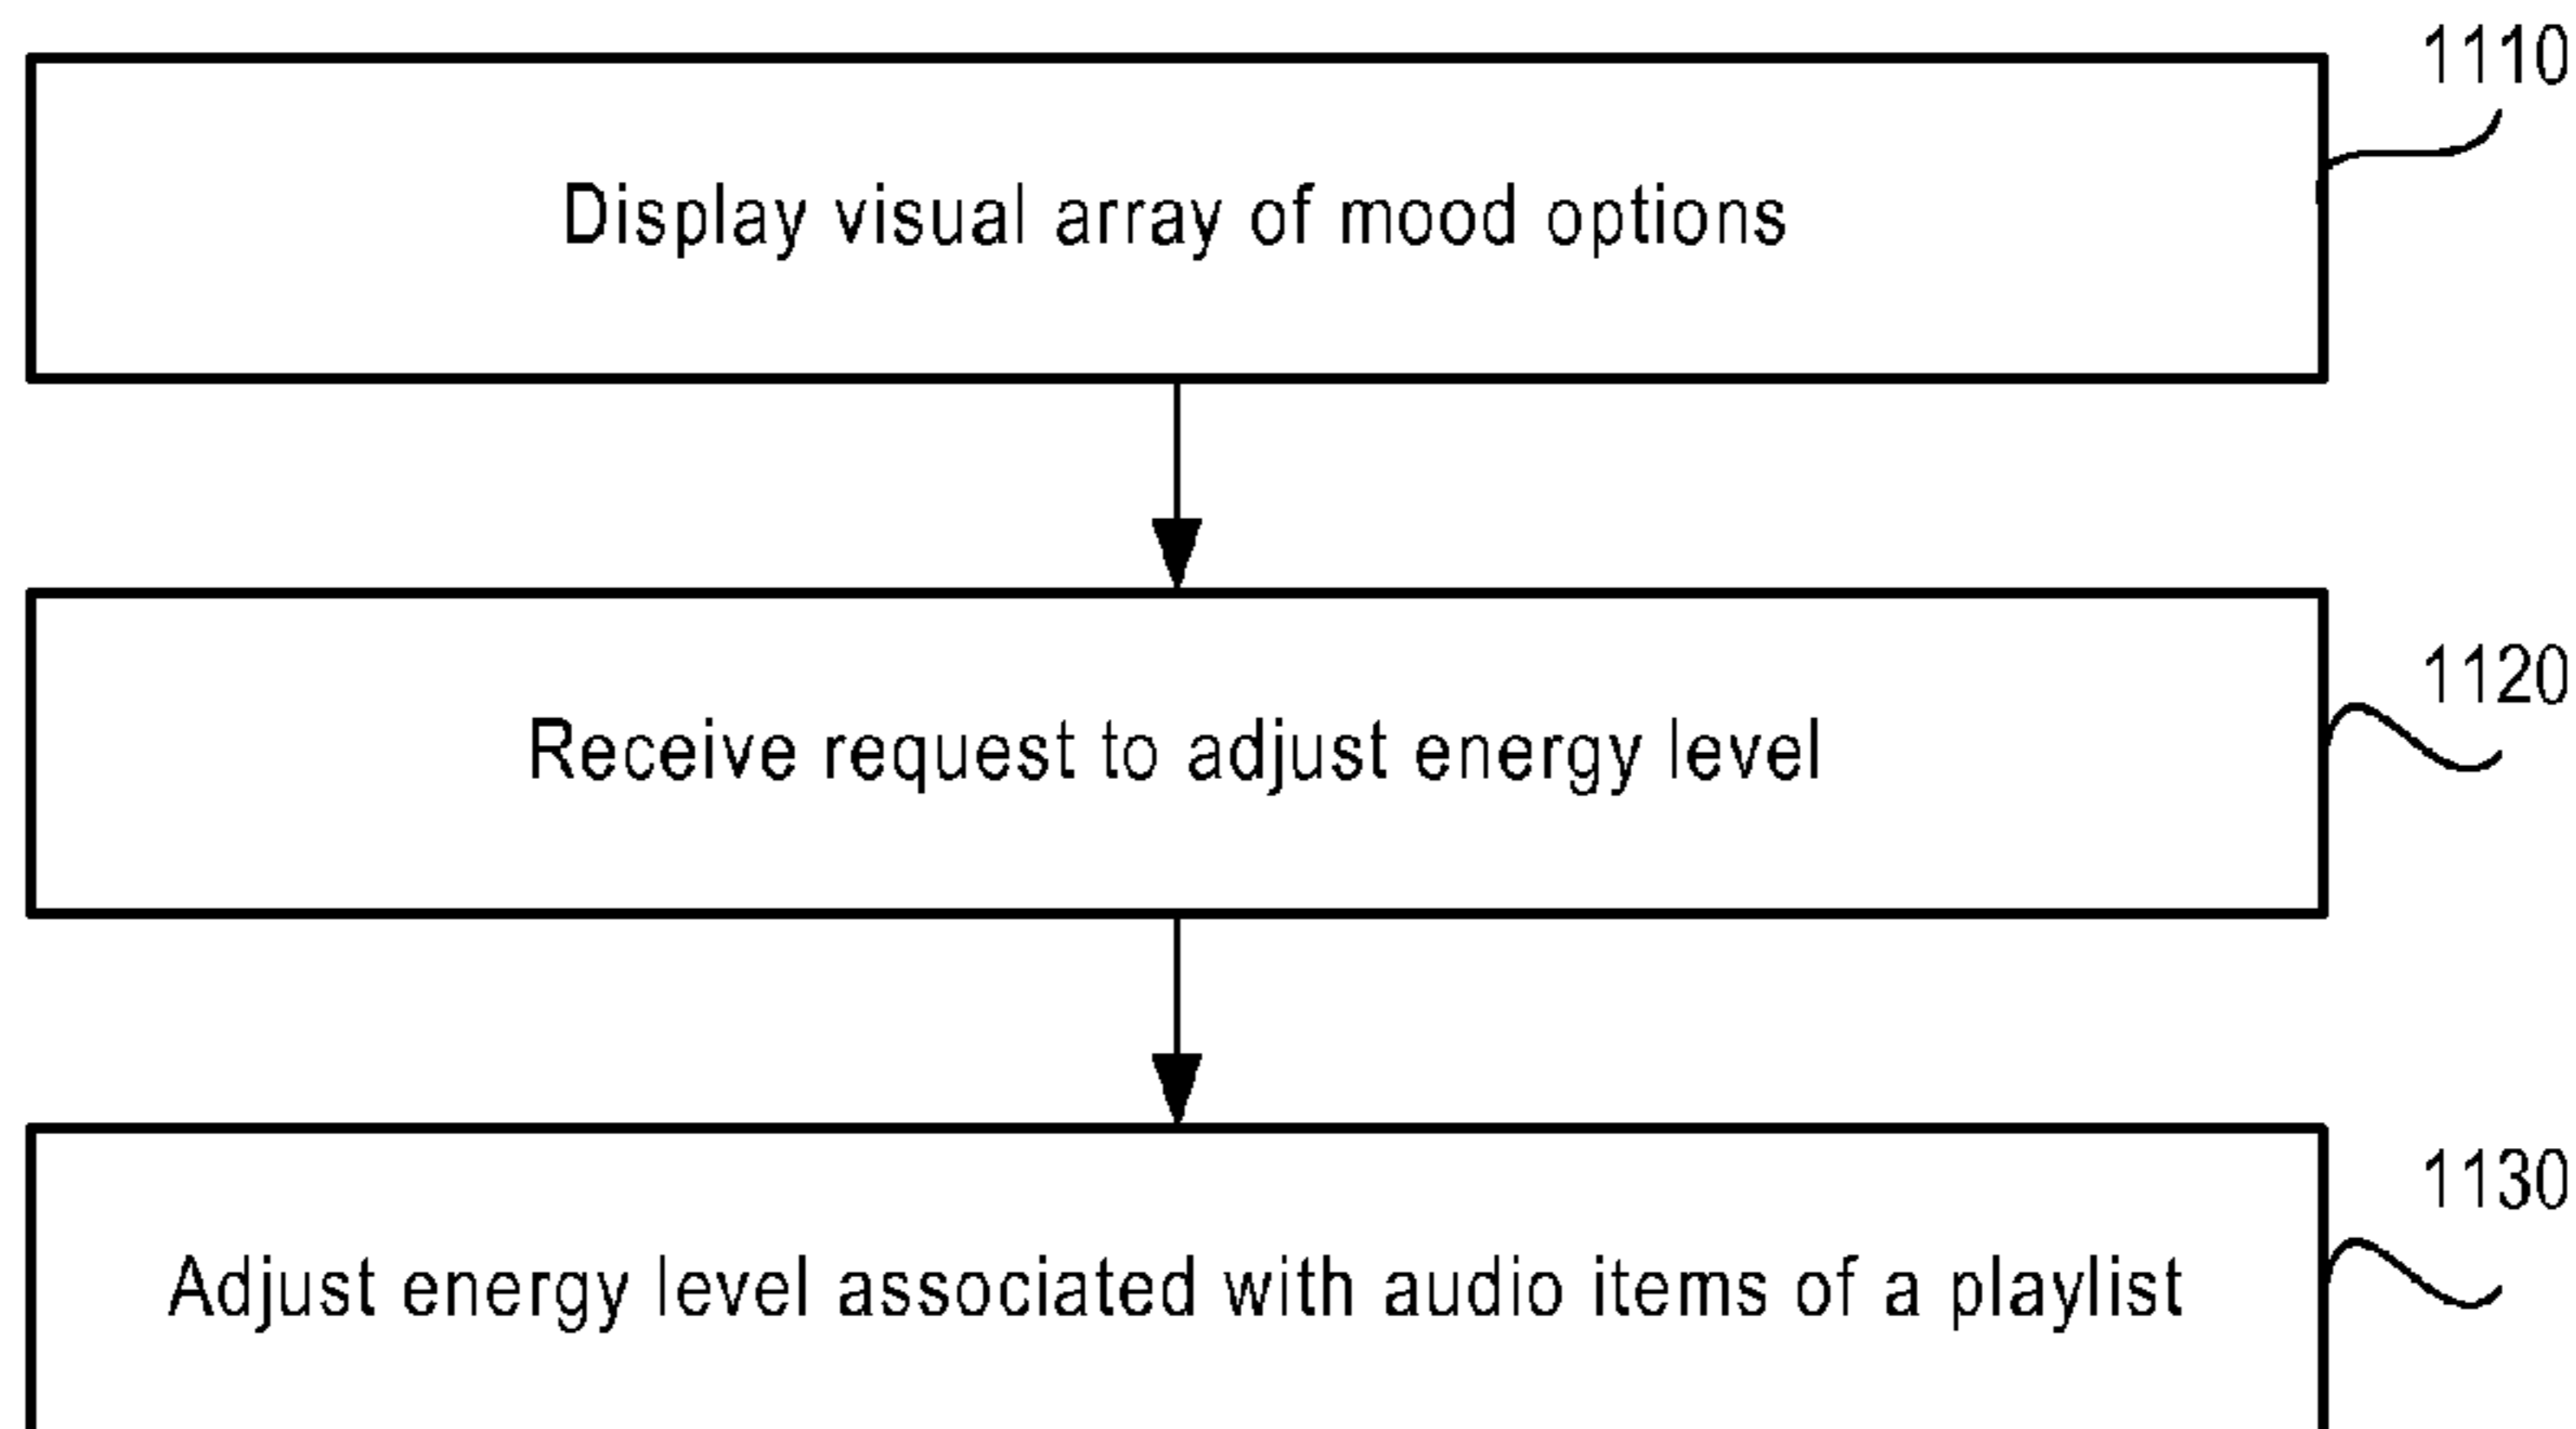 1110
Display visual array of mood options
1120
Receive request to adjust energy level
1130
Adjust energy level associated with audio items of a playlist